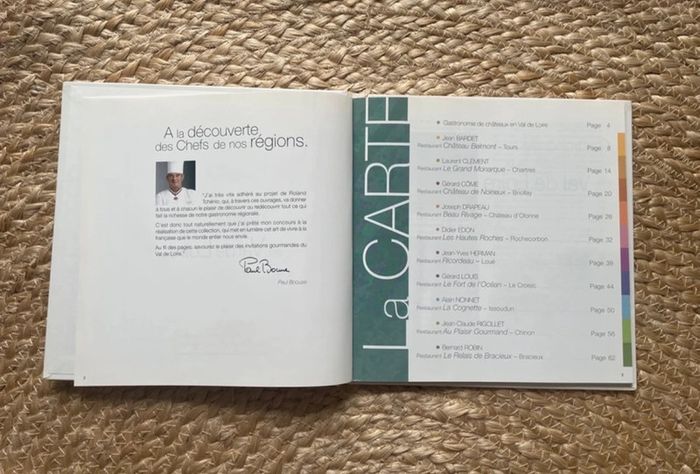 A la découverte
des Chefs de nos régions.
"J'ai très vite adhéré au projet de Roland
Tchénio, qui, à travers ces ouvrages, va donner
à tous et à chacun le plaisir de découvrir ou redécouvrir tout ce qui
fait la richesse de notre gastronomie régionale.
C'est donc tout naturellement que j'ai prêté mon concours à la
réalisation de cette collection, qui met en lumière cet art de vivre à la
française que le monde entier nous envie.
Au fil des pages, savourez le plaisir des invitations gourmandes du
Val de Loire."
Paul Bocuse
Paul Bocuse
La CARTE
Gastronomie de châteaux en Val de Loire Page 4
Jean BARDET
Restaurant Château Belmont – Tours Page 8
Laurent CLÉMENT
Restaurant Le Grand Monarque – Chartres Page 14
Gérard CÔME
Restaurant Château de Noirieux – Briollay Page 20
Joseph DRAPEAU
Restaurant Beau Rivage – Château d'Olonne Page 26
Didier EDON
Restaurant Les Hautes Roches – Rochecorbon Page 32
Jean-Yves HERMAN
Restaurant Ricordeau – Loué Page 39
Gérard LOUIS
Restaurant Le Fort de l'Océan – Le Croisic Page 44
Alain NONNET
Restaurant La Cognette – Issoudun Page 50
Jean-Claude RIGOLLET
Restaurant Au Plaisir Gourmand – Chinon Page 56
Bernard ROBIN
Restaurant Le Relais de Bracieux – Bracieux Page 62